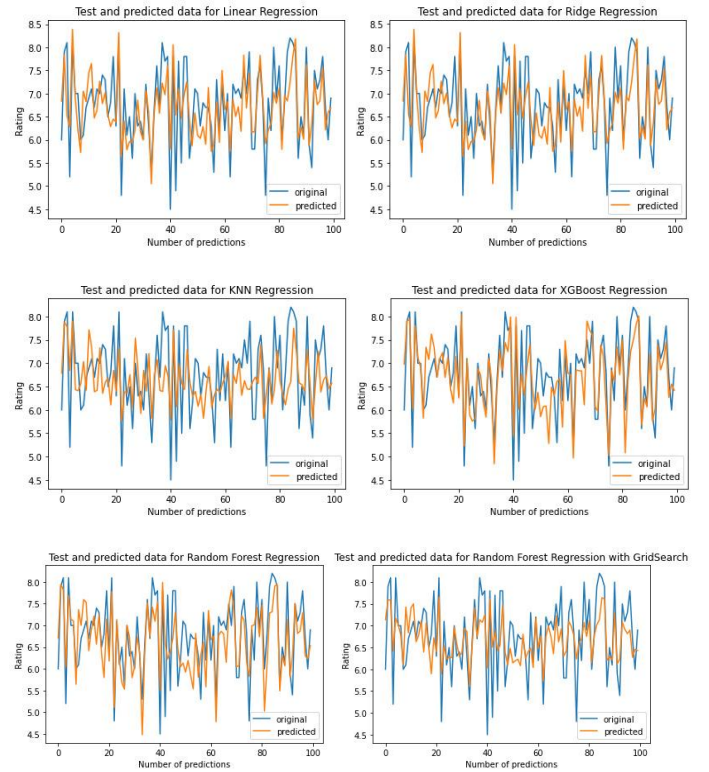 Test and predicted data for Linear Regression
8.5
8.0
7.5
7.0
6.5
6.0
5.5
5.0
4.5
Rating
original
predicted
0 20 40 60 80 100
Number of predictions
Test and predicted data for Ridge Regression
8.5
8.0
7.5
7.0
6.5
6.0
5.5
5.0
4.5
Rating
original
predicted
0 20 40 60 80 100
Number of predictions
Test and predicted data for KNN Regression
8.0
7.5
7.0
6.5
6.0
5.5
5.0
4.5
Rating
original
predicted
0 20 40 60 80 100
Number of predictions
Test and predicted data for XGBoost Regression
8.0
7.5
7.0
6.5
6.0
5.5
5.0
4.5
Rating
original
predicted
0 20 40 60 80 100
Number of predictions
Test and predicted data for Random Forest Regression
8.0
7.5
7.0
6.5
6.0
5.5
5.0
4.5
Rating
original
predicted
0 20 40 60 80 100
Number of predictions
Test and predicted data for Random Forest Regression with GridSearch
8.0
7.5
7.0
6.5
6.0
5.5
5.0
4.5
Rating
original
predicted
0 20 40 60 80 100
Number of predictions